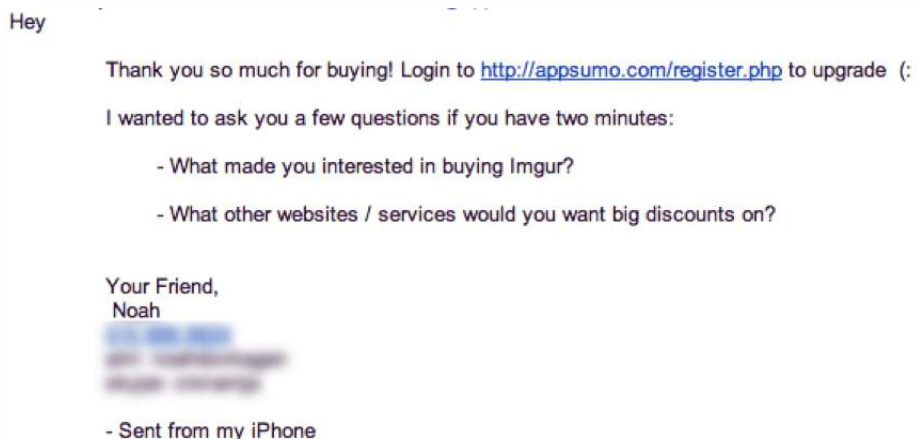 Hey
Thank you so much for buying! Login to http://appsumo.com/register.php to upgrade (:
I wanted to ask you a few questions if you have two minutes:
- What made you interested in buying Imgur?
- What other websites / services would you want big discounts on?
Your Friend,
Noah
- Sent from my iPhone